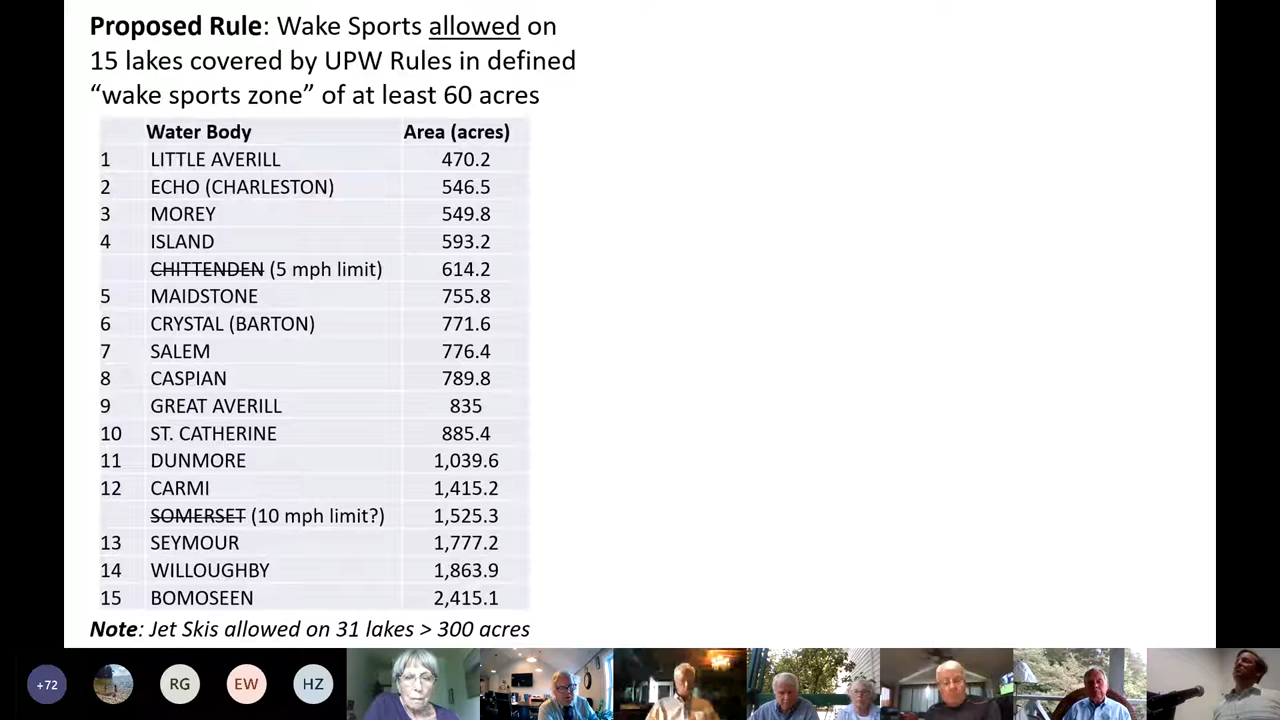 Proposed Rule: Wake Sports allowed on
15 lakes covered by UPW Rules in defined
“wake sports zone” of at least 60 acres
Water Body Area (acres)
1 LITTLE AVERILL 470.2
2 ECHO (CHARLESTON) 546.5
3 MOREY 549.8
4 ISLAND 593.2
CHITTENDEN (5 mph limit) 614.2
5 MAIDSTONE 755.8
6 CRYSTAL (BARTON) 771.6
7 SALEM 776.4
8 CASPIAN 789.8
9 GREAT AVERILL 835
10 ST. CATHERINE 885.4
11 DUNMORE 1,039.6
12 CARMI 1,415.2
SOMERSET (10 mph limit?) 1,525.3
13 SEYMOUR 1,777.2
14 WILLOUGHBY 1,863.9
15 BOMOSEEN 2,415.1
Note: Jet Skis allowed on 31 lakes > 300 acres
+72 RG EW HZ